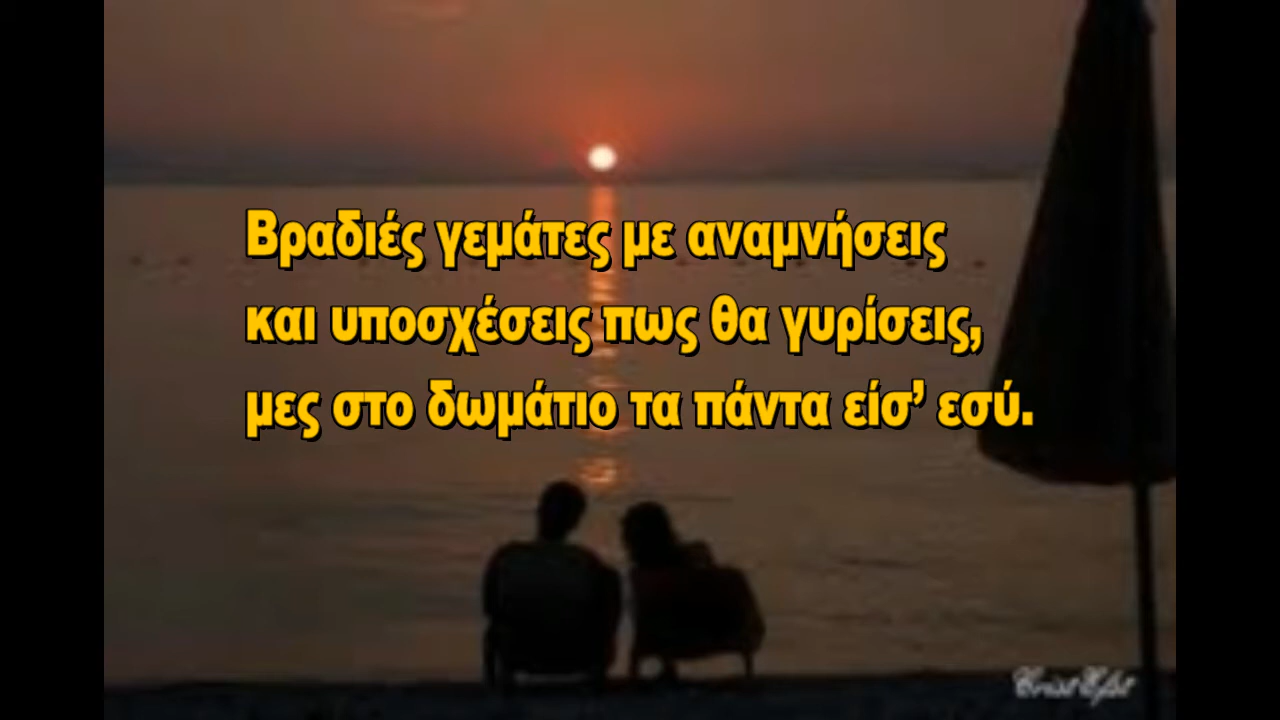 Βραδιές γεμάτες με αναμνήσεις
και υποσχέσεις πως θα γυρίσεις,
μες στο δωμάτιο τα πάντα είσ’ εσύ.